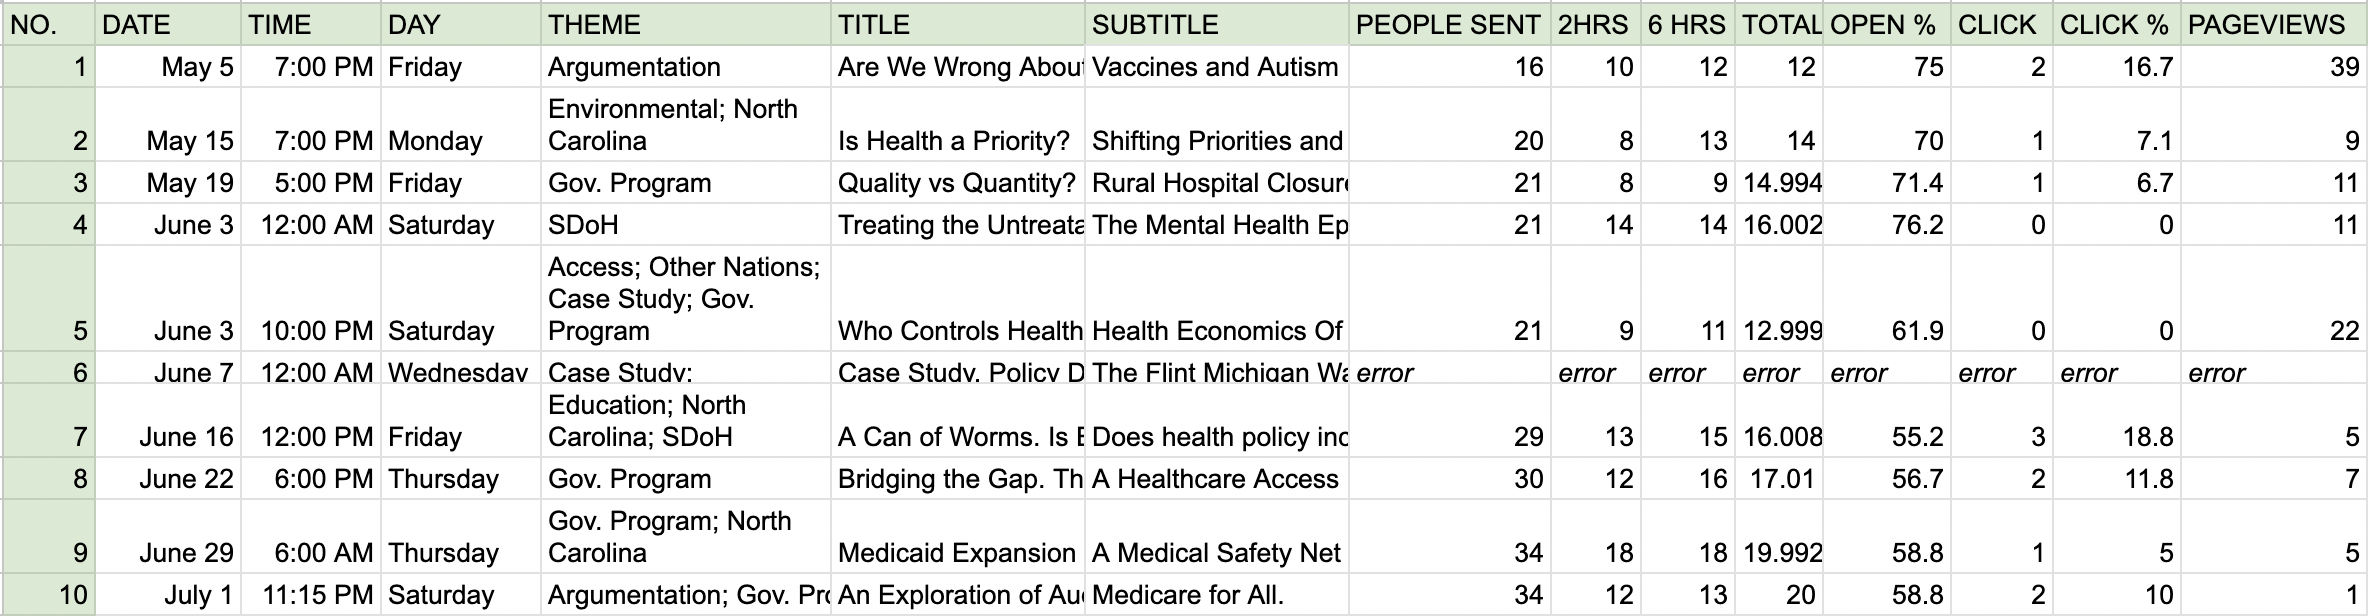 NO. DATE TIME DAY THEME TITLE SUBTITLE PEOPLE SENT 2HRS 6 HRS TOTAL OPEN % CLICK CLICK % PAGEVIEWS
1 May 5 7:00 PM Friday Argumentation Are We Wrong About Vaccines and Autism 16 10 12 12 75 2 16.7 39
Environmental; North
2 May 15 7:00 PM Monday Carolina Is Health a Priority? Shifting Priorities and 20 8 13 14 70 1 7.1 9
3 May 19 5:00 PM Friday Gov. Program Quality vs Quantity? Rural Hospital Closure 21 8 9 14.994 71.4 1 6.7 11
4 June 3 12:00 AM Saturday SDoH Treating the Untreata The Mental Health Ep 21 14 14 16.002 76.2 0 0 11
Access; Other Nations;
Case Study; Gov.
5 June 3 10:00 PM Saturday Program Who Controls Health Health Economics Of 21 9 11 12.999 61.9 0 0 22
6 June 7 12:00 AM Wednesday Case Study; Case Study. Policy D The Flint Michigan Wa error error error error error error error error
Education; North
7 June 16 12:00 PM Friday Carolina; SDoH A Can of Worms. Is Does health policy inc 29 13 15 16.008 55.2 3 18.8 5
8 June 22 6:00 PM Thursday Gov. Program Bridging the Gap. Th A Healthcare Access 30 12 16 17.01 56.7 2 11.8 7
Gov. Program; North
9 June 29 6:00 AM Thursday Carolina Medicaid Expansion A Medical Safety Net 34 18 18 19.992 58.8 1 5 5
10 July 1 11:15 PM Saturday Argumentation; Gov. Pro An Exploration of Au Medicare for All. 34 12 13 20 58.8 2 10 1